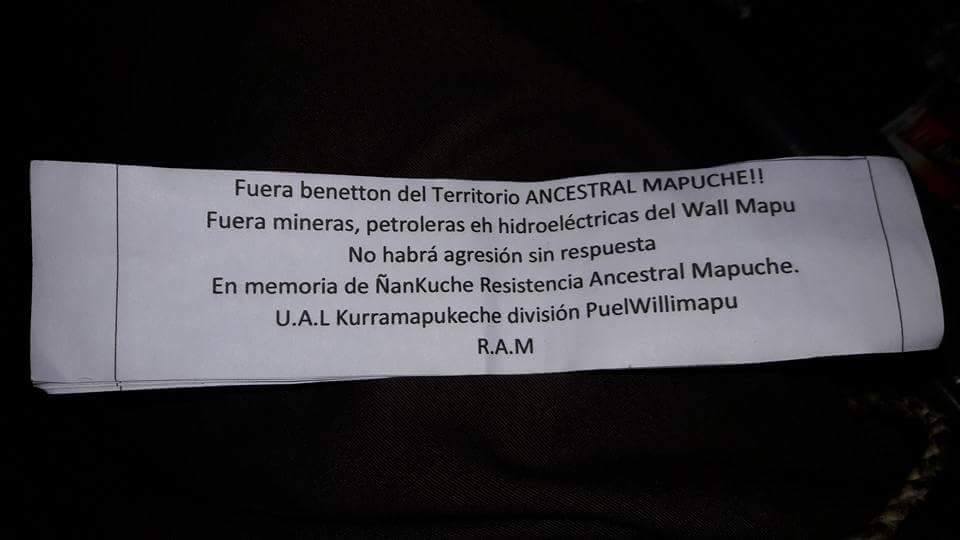 Fuera benetton del Territorio ANCESTRAL MAPUCHE!!
Fuera mineras, petroleras eh hidroeléctricas del Wall Mapu
No habrá agresión sin respuesta
En memoria de ÑanKuche Resistencia Ancestral Mapuche.
U.A.L Kurramapukeche división PuelWillimapu
R.A.M